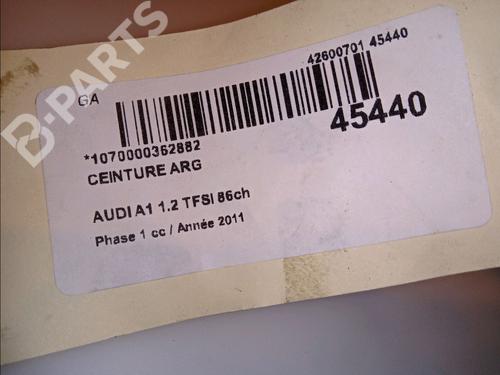 B-PARTS
GA
42600701 45440
45440
*1070000362882
CEINTURE ARG
AUDI A1 1.2 TFSI 86ch
Phase 1 cc / Année 2011